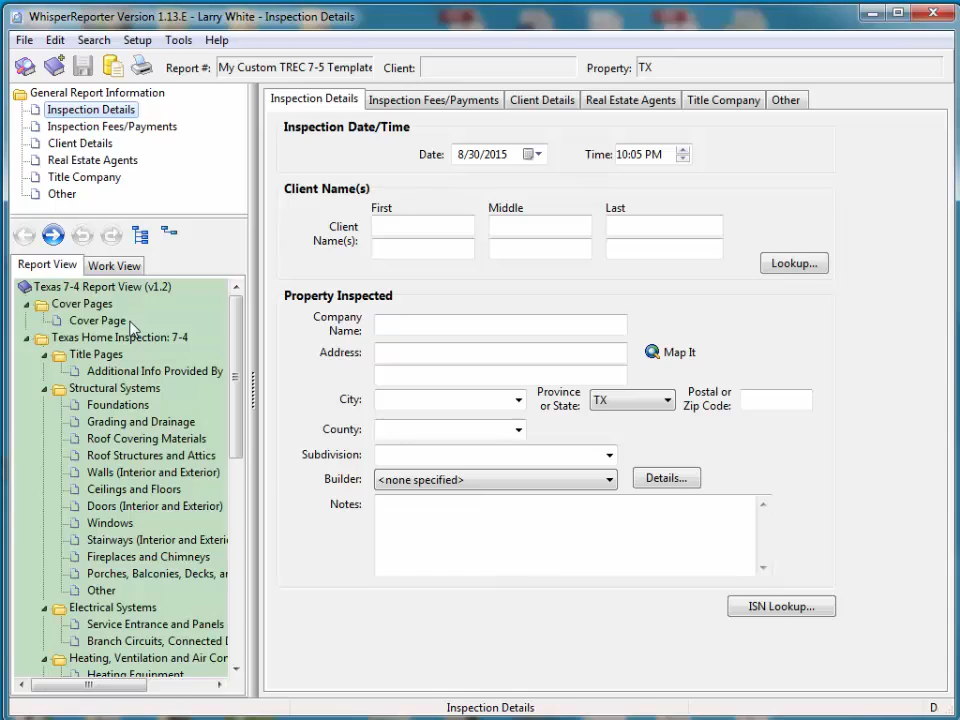 WhisperReporter Version 1.13.E - Larry White - Inspection Details
File Edit Search Setup Tools Help
Report #: My Custom TREC 7-5 Template Client: Property: TX
General Report Information
Inspection Details
Inspection Fees/Payments
Client Details
Real Estate Agents
Title Company
Other
Report View Work View
Texas 7-4 Report View (v1.2)
Cover Pages
Cover Page
Texas Home Inspection: 7-4
Title Pages
Additional Info Provided By
Structural Systems
Foundations
Grading and Drainage
Roof Covering Materials
Roof Structures and Attics
Walls (Interior and Exterior)
Ceilings and Floors
Doors (Interior and Exterior)
Windows
Stairways (Interior and Exteri
Fireplaces and Chimneys
Porches, Balconies, Decks, ar
Other
Electrical Systems
Service Entrance and Panels
Branch Circuits, Connected D
Heating, Ventilation and Air Cor
Heating Equipment
Inspection Details Inspection Fees/Payments Client Details Real Estate Agents Title Company Other
Inspection Date/Time
Date: 8/30/2015 Time: 10:05 PM
Client Name(s)
First Middle Last
Client
Name(s):
Lookup...
Property Inspected
Company
Name:
Address: Map It
City: Province
or State: TX Postal or
Zip Code:
County:
Subdivision:
Builder: <none specified> Details...
Notes:
ISN Lookup...
Inspection Details D